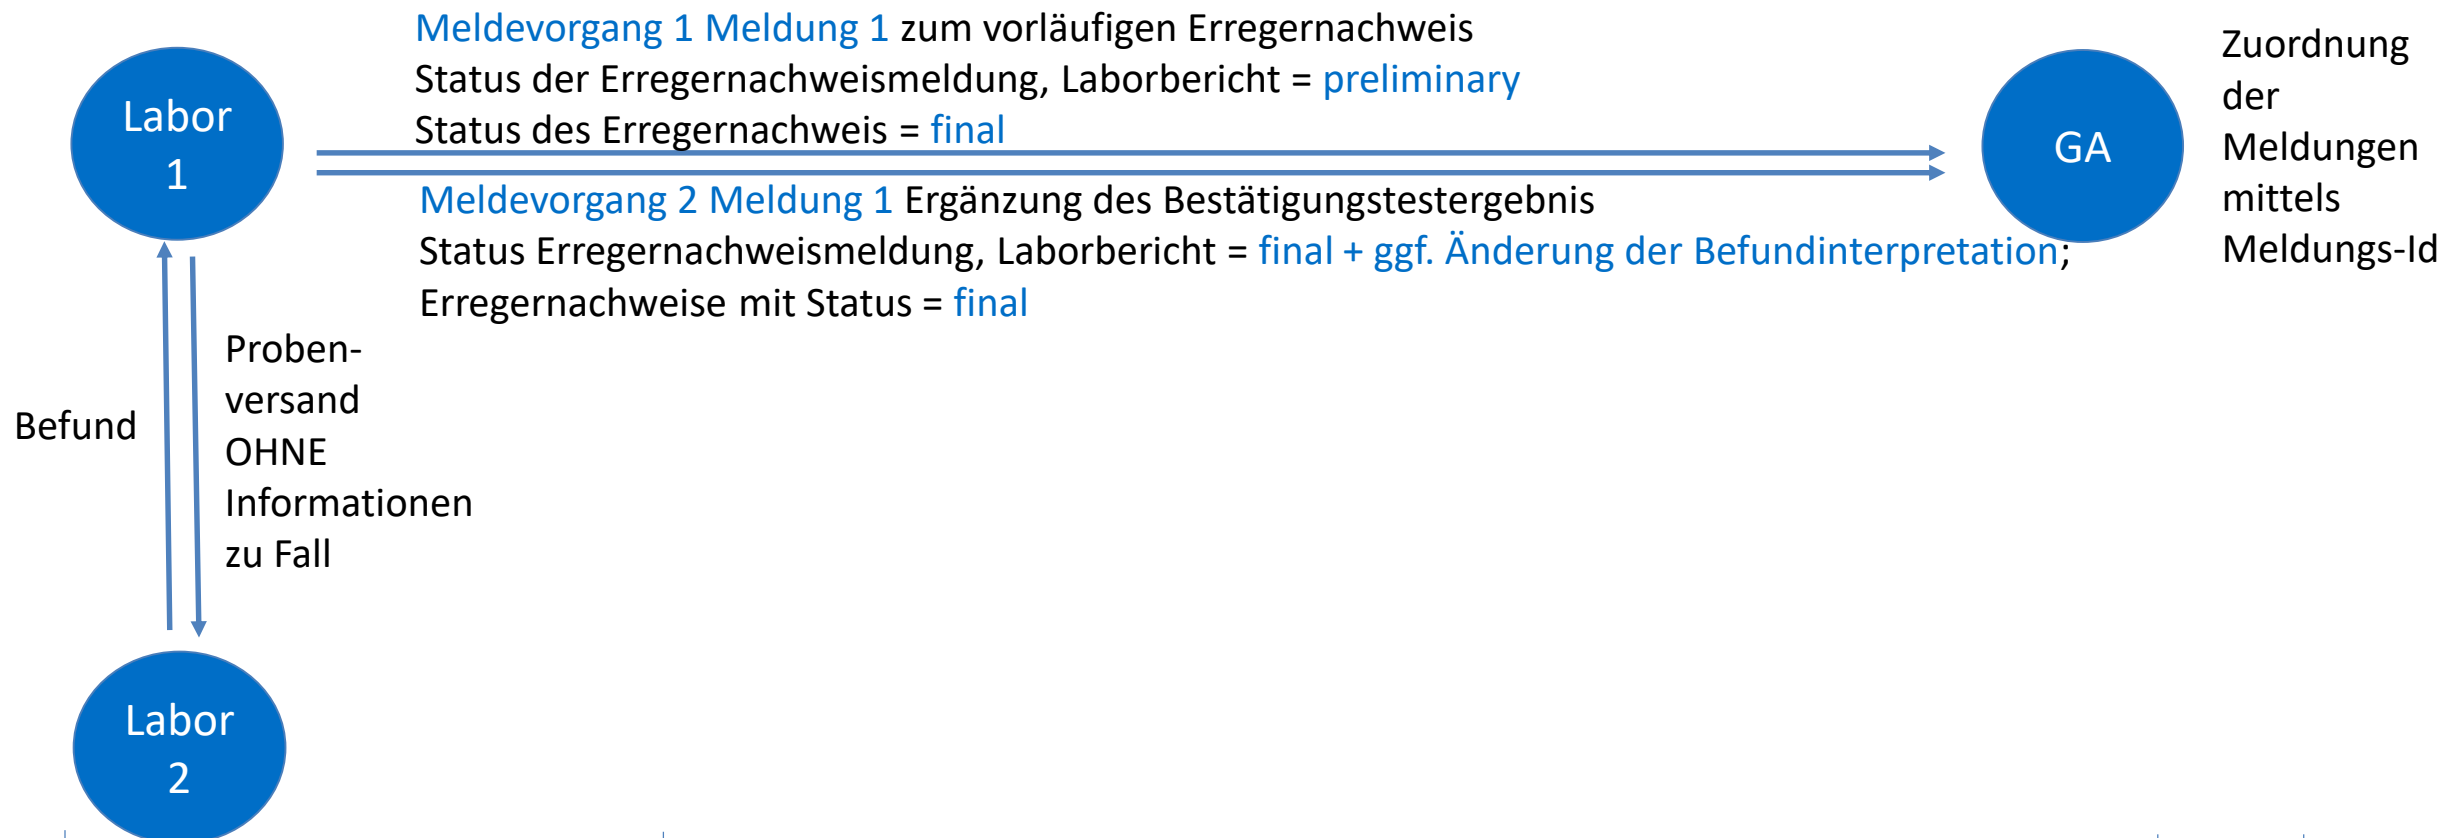 Meldevorgang 1 Meldung 1 zum vorläufigen Erregernachweis
Status der Erregernachweismeldung, Laborbericht = preliminary
Status des Erregernachweis = final
Labor
1
GA
Zuordnung
der
Meldungen
mittels
Meldungs-Id
Meldevorgang 2 Meldung 1 Ergänzung des Bestätigungstestergebnis
Status Erregernachweismeldung, Laborbericht = final + ggf. Änderung der Befundinterpretation;
Erregernachweise mit Status = final
Befund
Proben-
versand
OHNE
Informationen
zu Fall
Labor
2